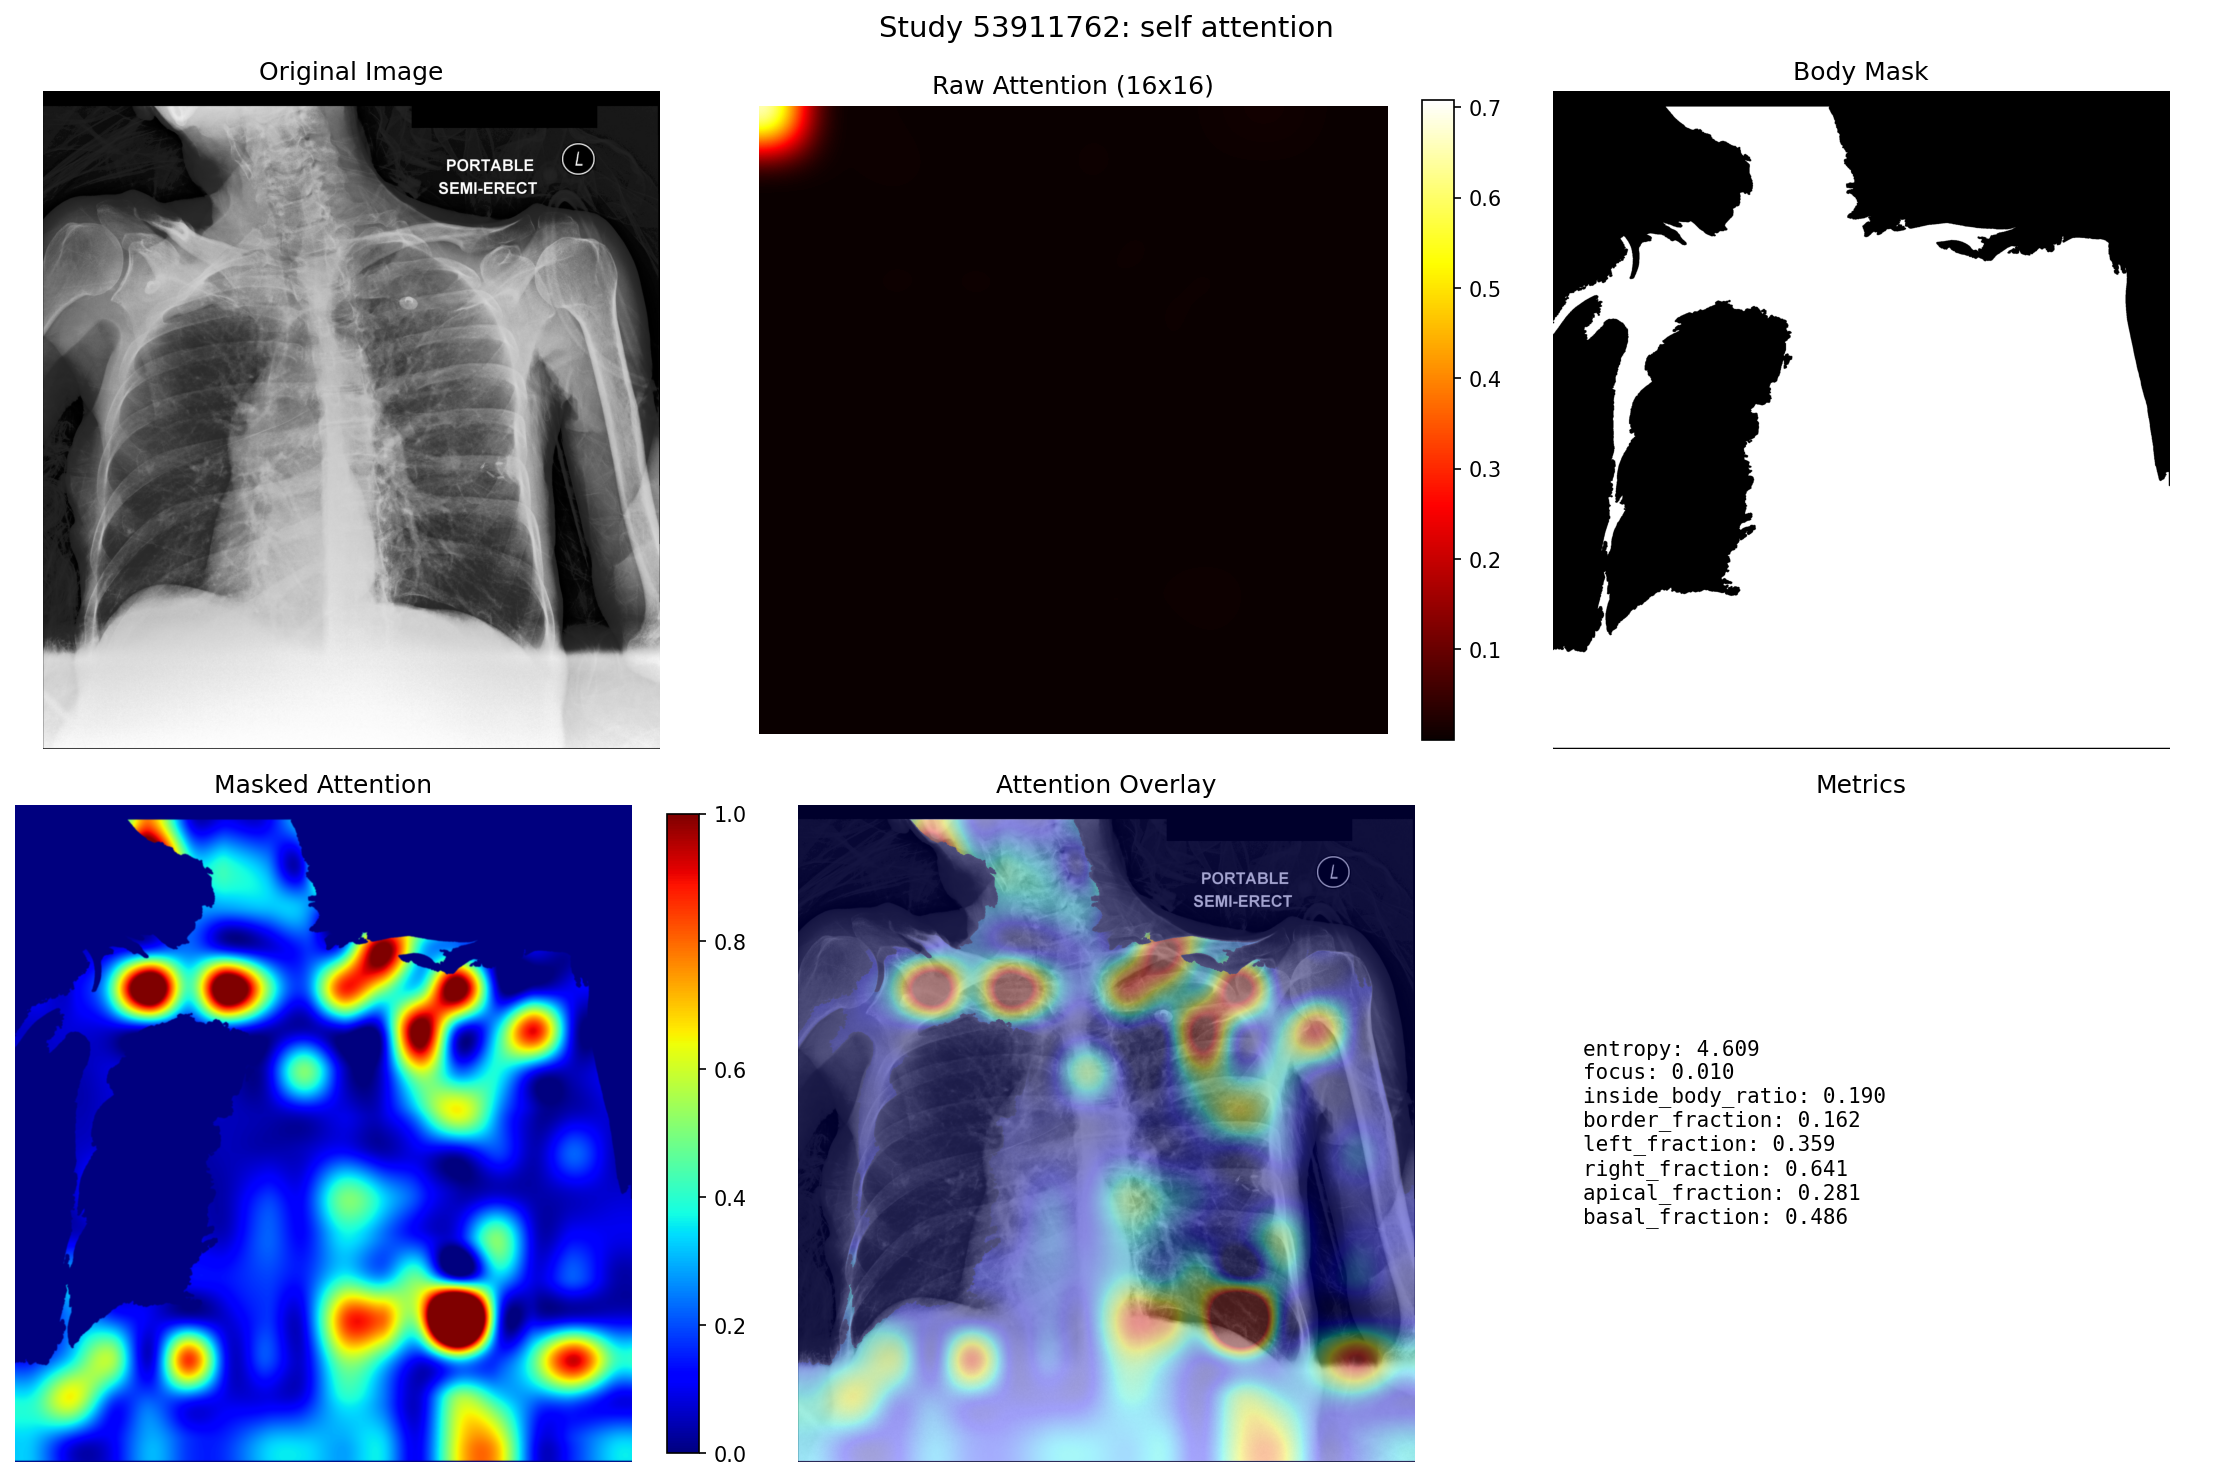 Study 53911762: self attention
Original Image
Raw Attention (16x16)
Body Mask
PORTABLE
L
SEMI-ERECT
0.7
0.6
0.5
0.4
0.3
0.2
0.1
Masked Attention
Attention Overlay
Metrics
1.0
0.8
0.6
0.4
0.2
0.0
PORTABLE
L
SEMI-ERECT
entropy: 4.609
focus: 0.010
inside_body_ratio: 0.190
border_fraction: 0.162
left_fraction: 0.359
right_fraction: 0.641
apical_fraction: 0.281
basal_fraction: 0.486